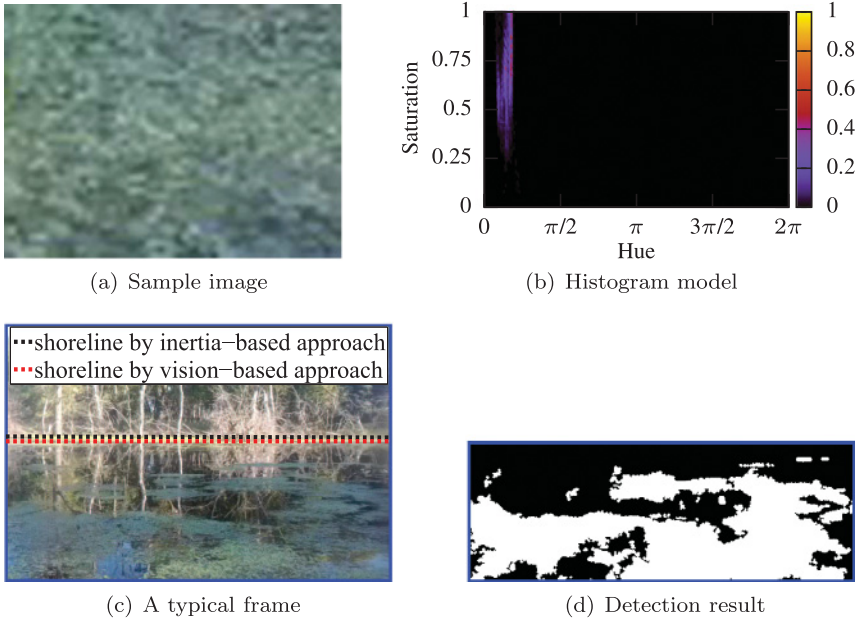 (a) Sample image
1
0.75
0.5
0.25
0
Saturation
0 π/2 π 3π/2 2π
Hue
1
0.8
0.6
0.4
0.2
0
(b) Histogram model
shoreline by inertia−based approach
shoreline by vision−based approach
(c) A typical frame
(d) Detection result